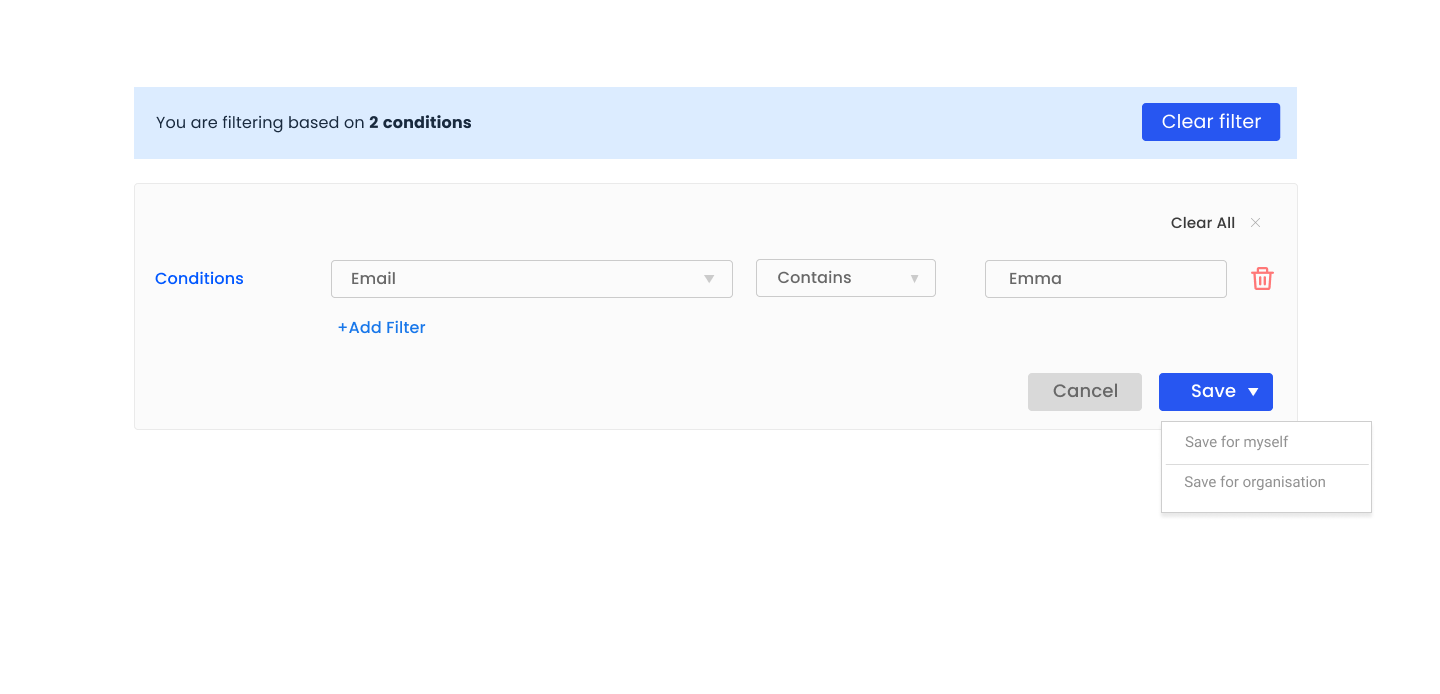 You are filtering based on 2 conditions
Clear filter
Clear All
Conditions
Email
Contains
Emma
+Add Filter
Cancel
Save
Save for myself
Save for organisation